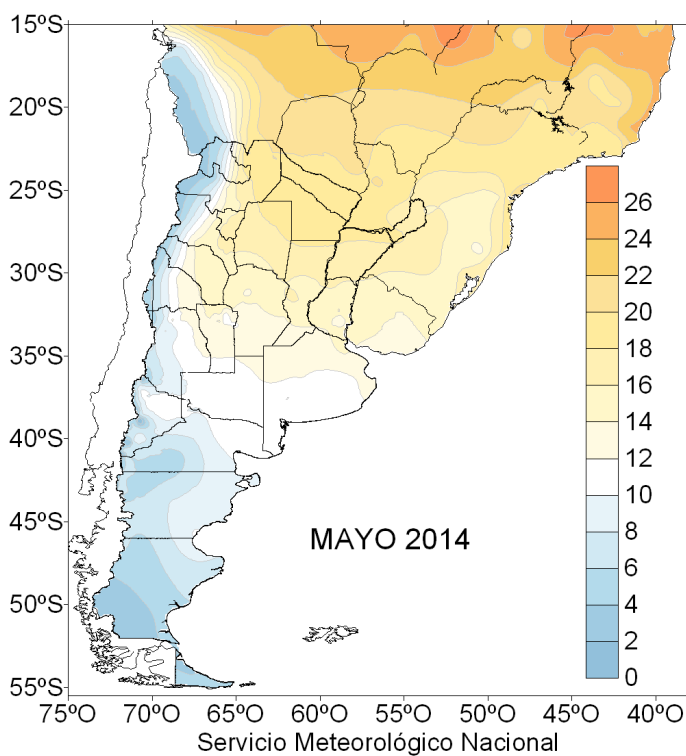 15ºS
20ºS
25ºS
30ºS
35ºS
40ºS
45ºS
50ºS
55ºS
26
24
22
20
18
16
14
12
10
8
6
4
2
0
MAYO 2014
75ºO 70ºO 65ºO 60ºO 55ºO 50ºO 45ºO 40ºO
Servicio Meteorológico Nacional